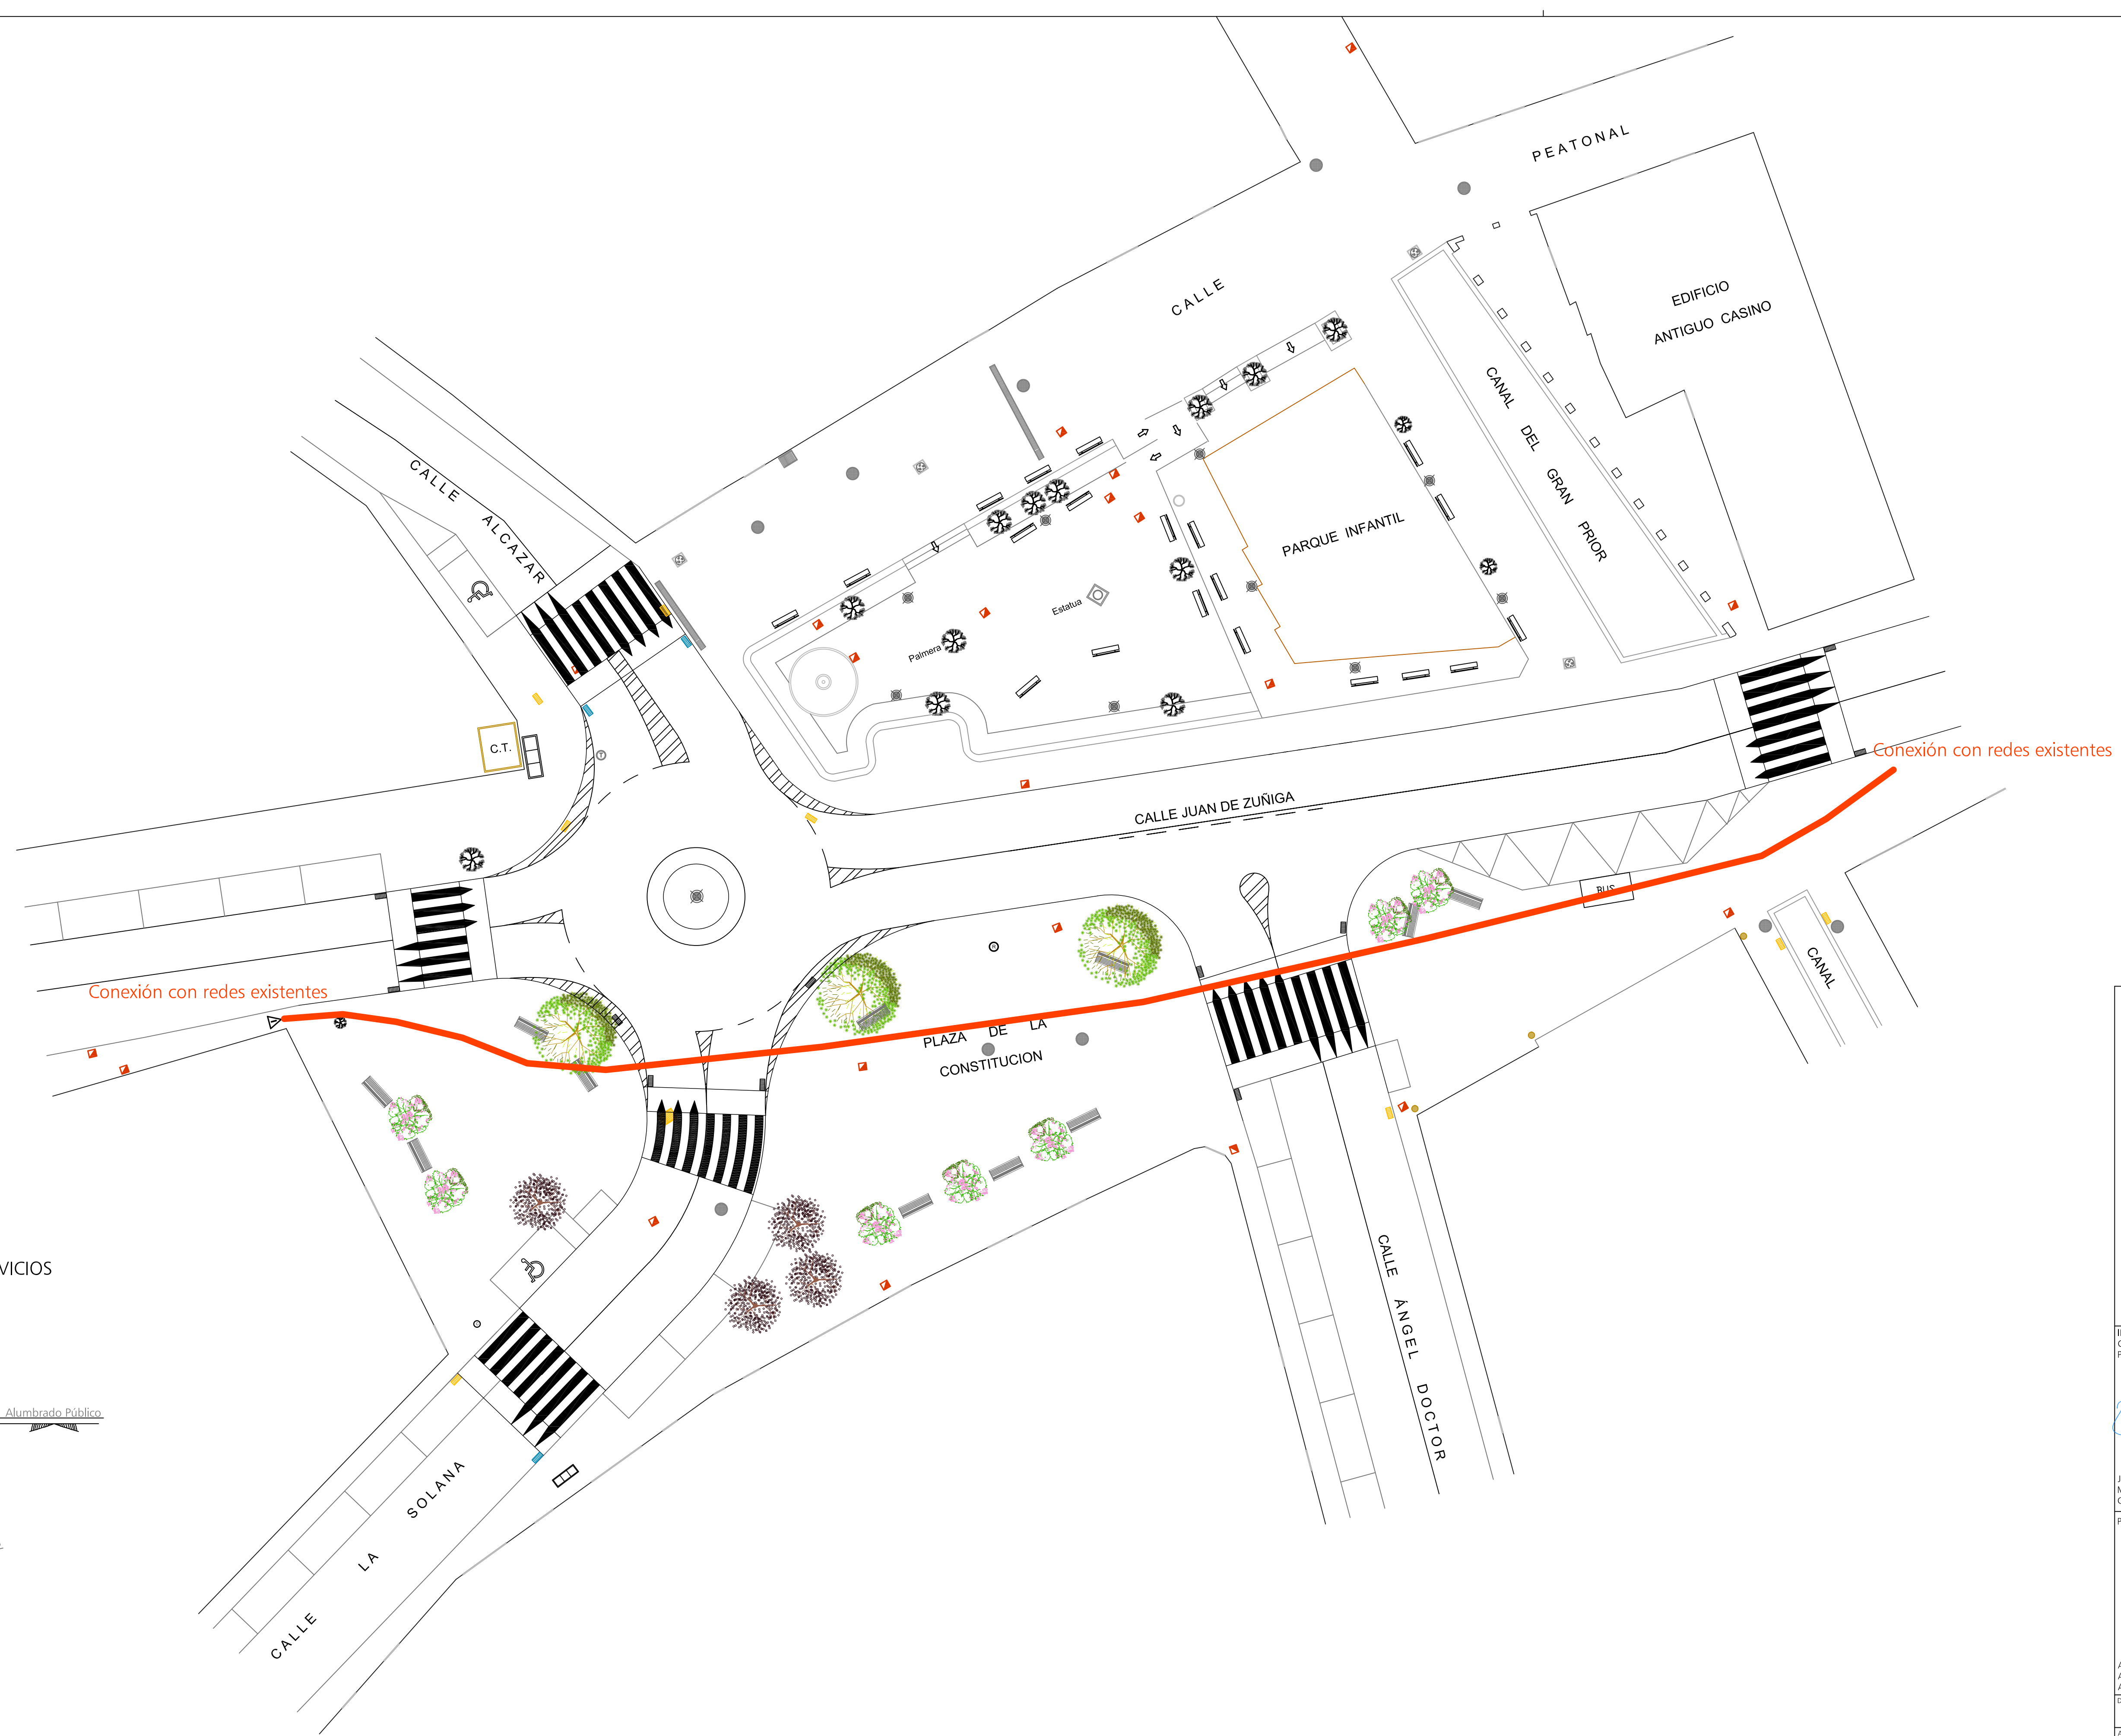 PEATONAL
CALLE
EDIFICIO
ANTIGUO CASINO
CALLE ALCAZAR
CANAL DEL GRAN PRIOR
PARQUE INFANTIL
Estatua
Palmera
C.T.
Conexión con redes existentes
CALLE JUAN DE ZUÑIGA
BUS
CANAL
Conexión con redes existentes
PLAZA DE LA
CONSTITUCION
VICIOS
CALLE ÁNGEL DOCTOR
Alumbrado Público
CALLE LA SOLANA